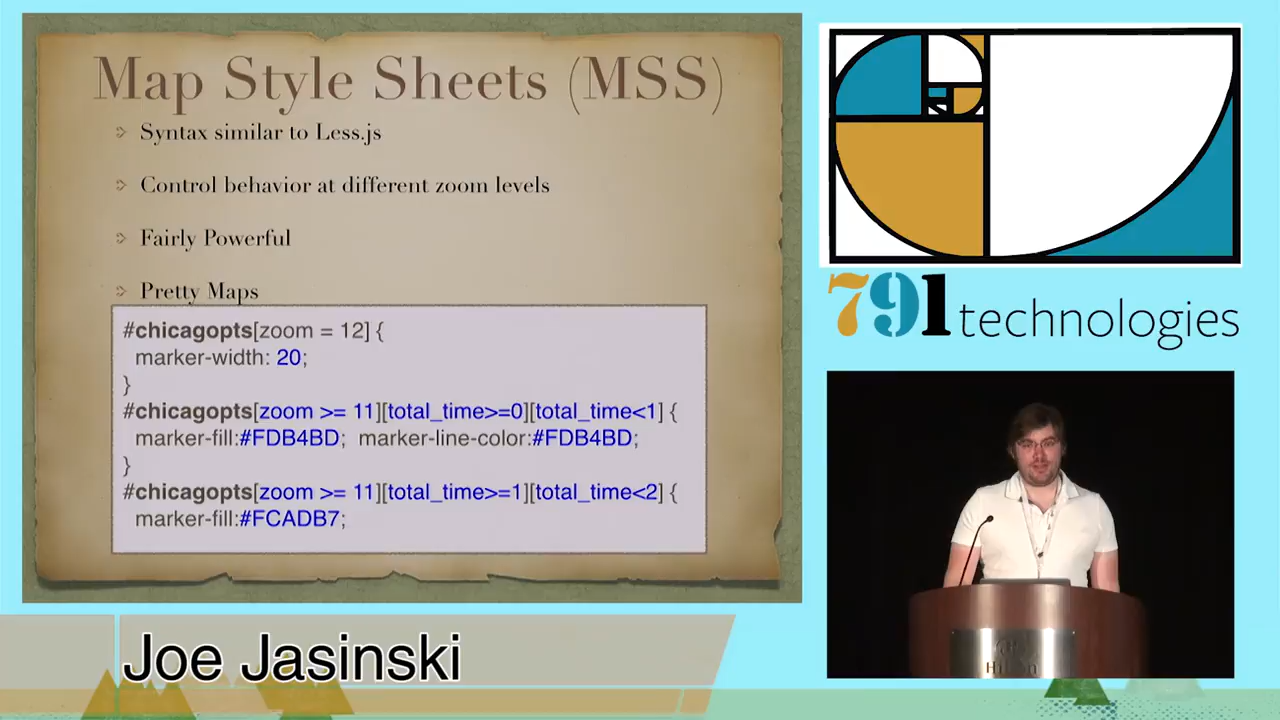 Map Style Sheets (MSS)
Syntax similar to Less.js
Control behavior at different zoom levels
Fairly Powerful
Pretty Maps
#chicagopts[zoom = 12] {
marker-width: 20;
}
#chicagopts[zoom >= 11][total_time>=0][total_time<1] {
marker-fill:#FDB4BD; marker-line-color:#FDB4BD;
}
#chicagopts[zoom >= 11][total_time>=1][total_time<2] {
marker-fill:#FCADB7;
791 technologies
Hilton
Joe Jasinski